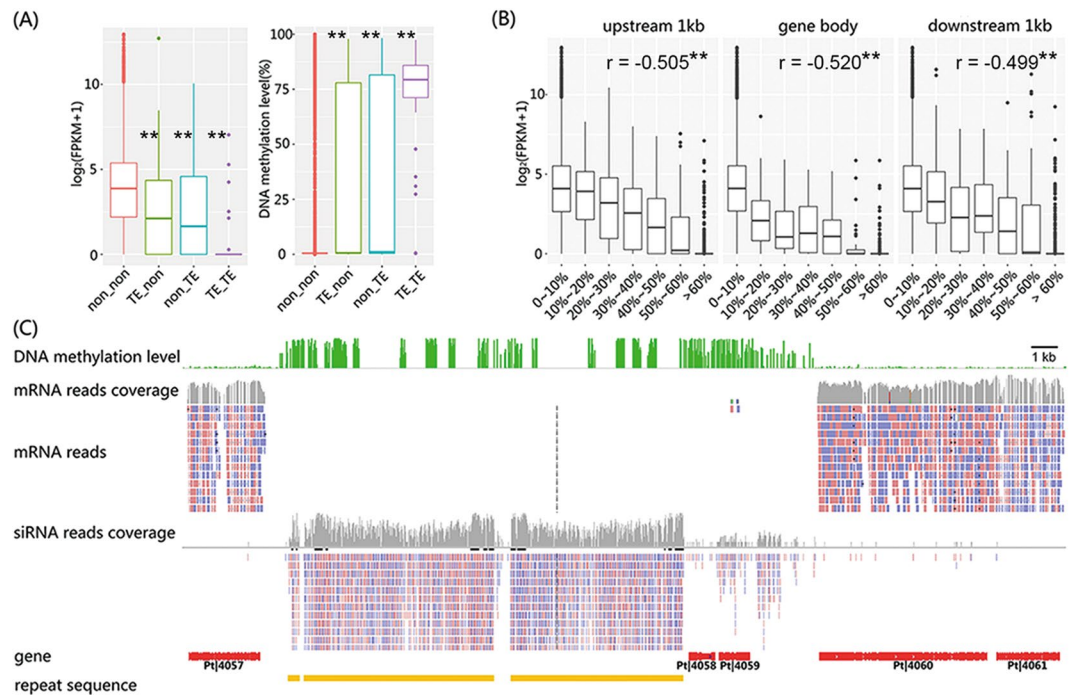 (A)
log₂(FPKM+1)
10
5
0
** ** **
non_non
TE_non
non_TE
TE_TE
DNA methylation level(%)
100
75
50
25
0
** ** **
non_non
TE_non
non_TE
TE_TE
(B)
upstream 1kb gene body downstream 1kb
r = -0.505** r = -0.520** r = -0.499**
log₂(FPKM+1)
10
5
0
0~10%
10%~20%
20%~30%
30%~40%
40%~50%
50%~60%
>60%
0~10%
10%~20%
20%~30%
30%~40%
40%~50%
50%~60%
>60%
0~10%
10%~20%
20%~30%
30%~40%
40%~50%
50%~60%
> 60%
(C)
DNA methylation level
1 kb
mRNA reads coverage
mRNA reads
siRNA reads coverage
gene
Pt|4057 Pt|4058 Pt|4059 Pt|4060 Pt|4061
repeat sequence